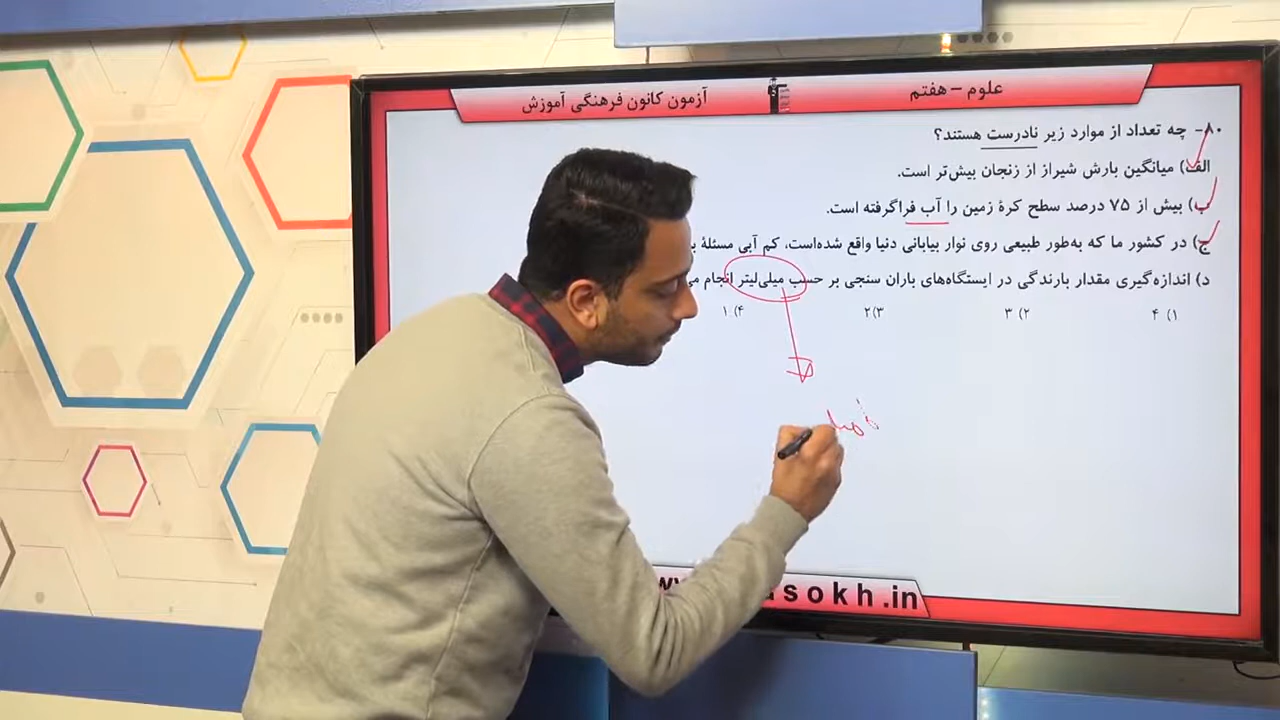 علوم – هفتم
آزمون کانون فرهنگی آموزش
۸۰- چه تعداد از موارد زیر نادرست هستند؟
الف) میانگین بارش شیراز از زنجان بیش‌تر است.
ب) بیش از ۷۵ درصد سطح کرهٔ زمین را آب فراگرفته است.
ج) در کشور ما که به‌طور طبیعی روی نوار بیابانی دنیا واقع شده‌است، کم آبی مسئلهٔ
د) اندازه‌گیری مقدار بارندگی در ایستگاه‌های باران سنجی بر حسب میلی‌لیتر انجام
۱) ۴
۲) ۳
۳) ۲
۴) ۱
sokh.in